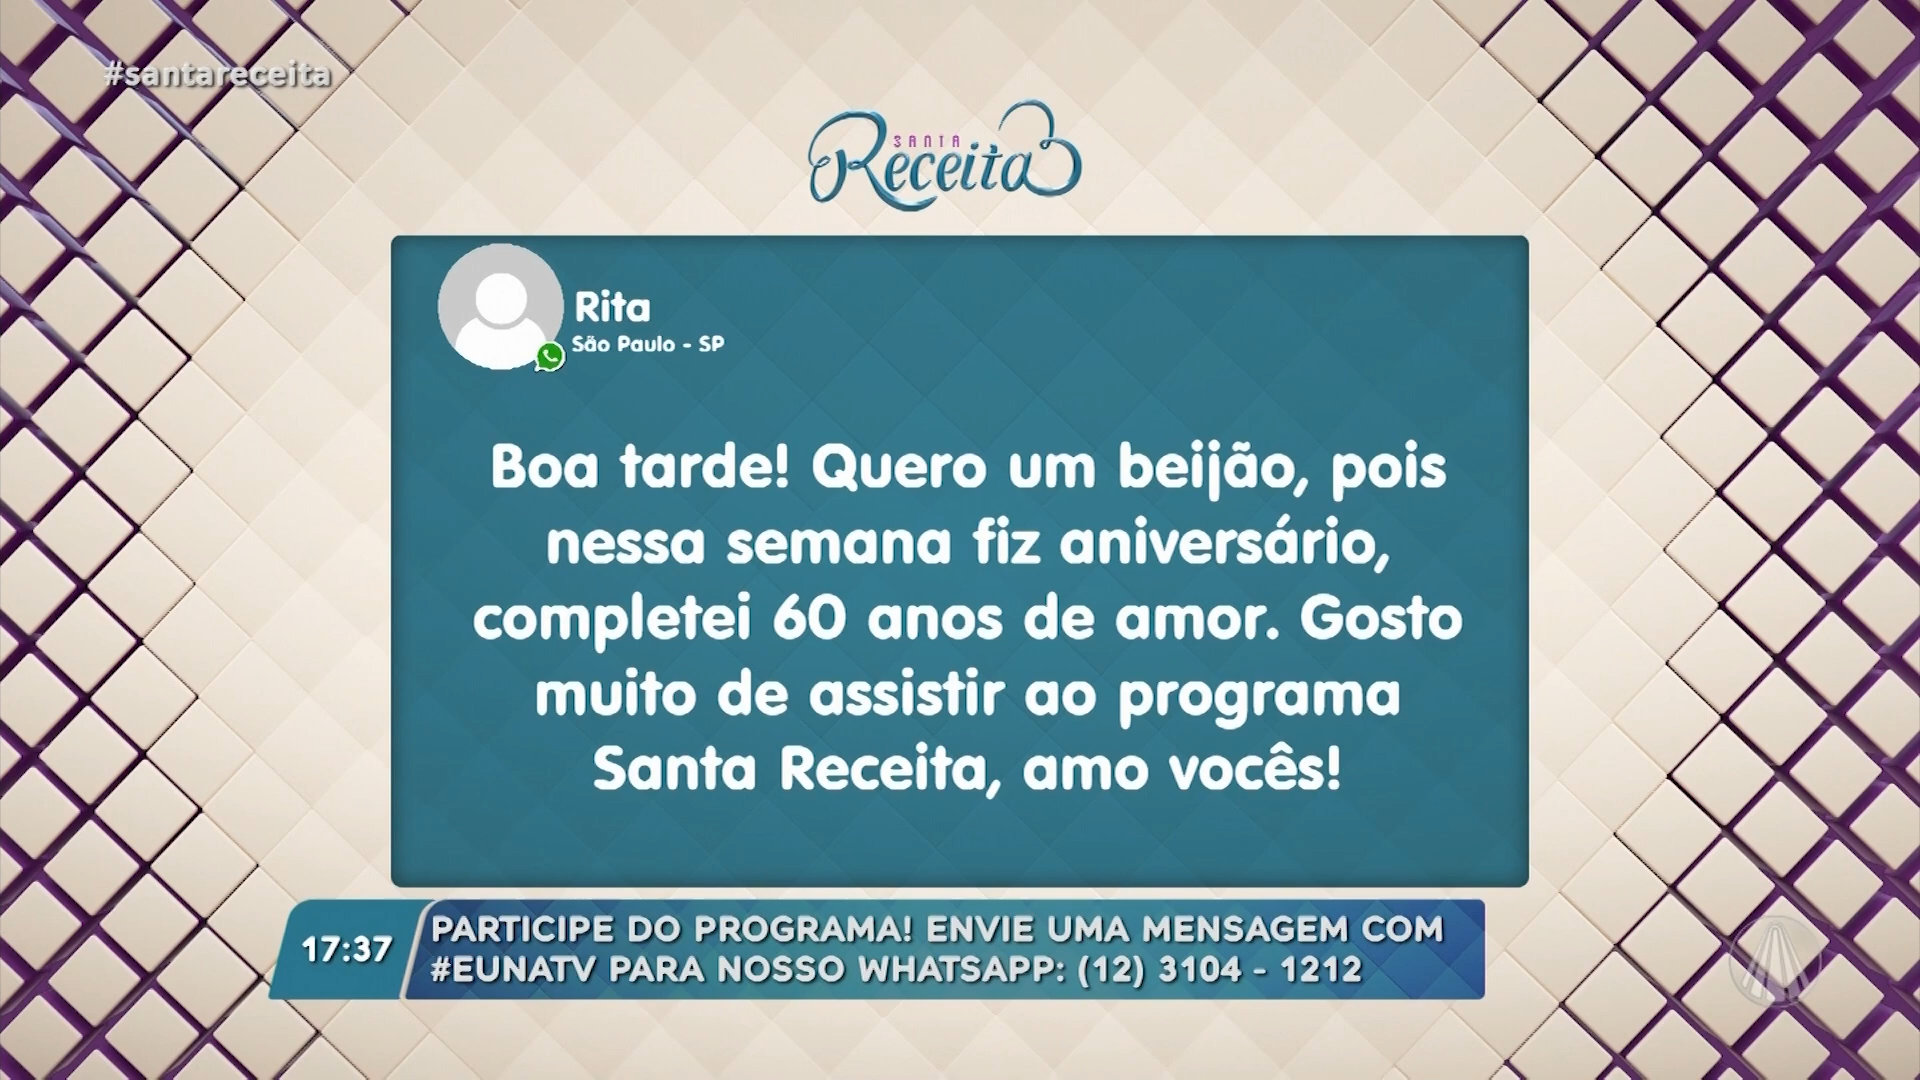 #santareceita
SANTA
Receita
Rita
São Paulo - SP
Boa tarde! Quero um beijão, pois
nessa semana fiz aniversário,
completei 60 anos de amor. Gosto
muito de assistir ao programa
Santa Receita, amo vocês!
17:37
PARTICIPE DO PROGRAMA! ENVIE UMA MENSAGEM COM
#EUNATV PARA NOSSO WHATSAPP: (12) 3104 - 1212